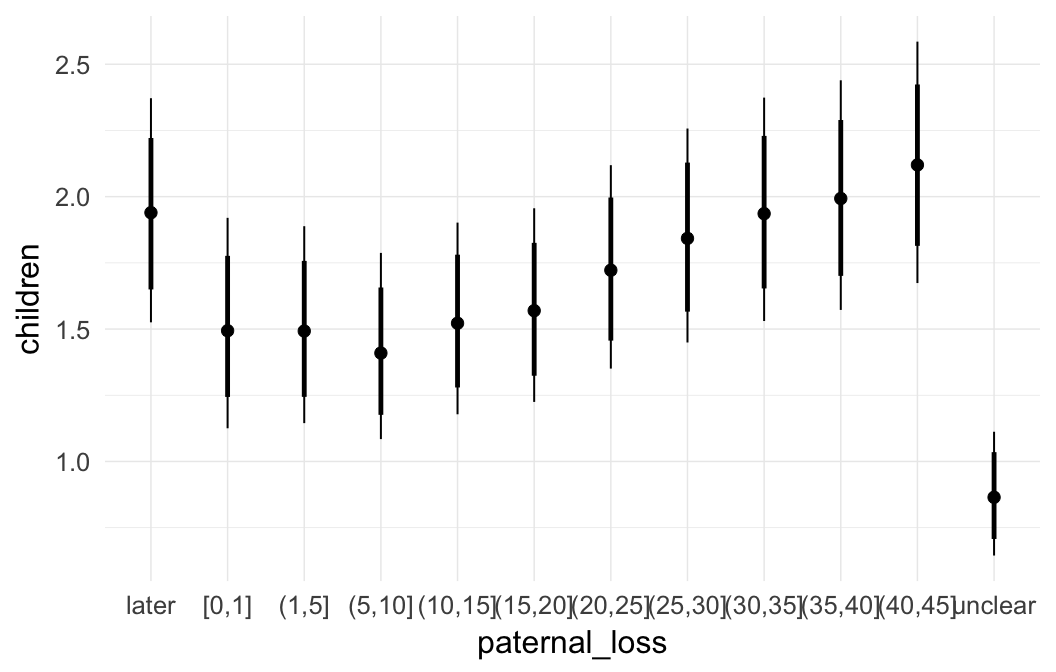 2.5
2.0
1.5
1.0
children
later [0,1] (1,5] (5,10] (10,15] (15,20] (20,25] (25,30] (30,35] (35,40] (40,45] unclear
paternal_loss